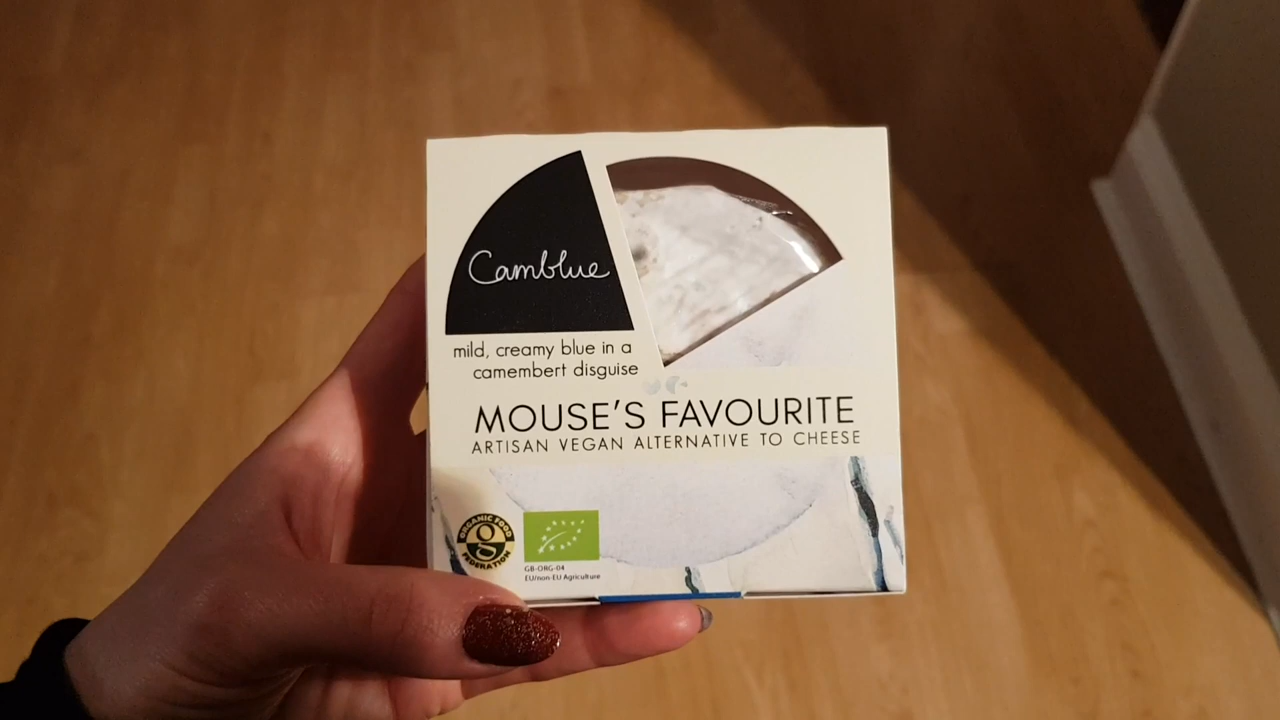 Camblue
mild, creamy blue in a
camembert disguise
MOUSE'S FAVOURITE
ARTISAN VEGAN ALTERNATIVE TO CHEESE
ORGANIC FOOD
FEDERATION
GB-ORG-04
EU/non-EU Agriculture